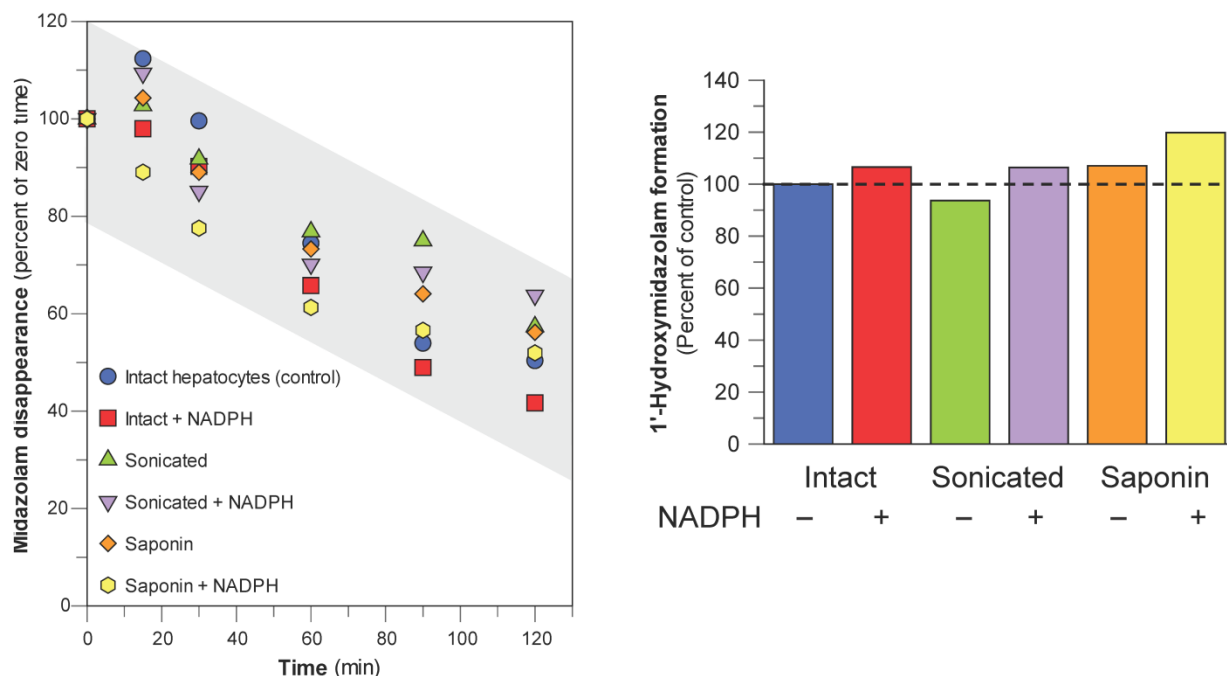 Midazolam disappearance (percent of zero time)
120
100
80
60
40
20
0
Intact hepatocytes (control)
Intact + NADPH
Sonicated
Sonicated + NADPH
Saponin
Saponin + NADPH
0 20 40 60 80 100 120
Time (min)
1'-Hydroxymidazolam formation
(Percent of control)
140
120
100
80
60
40
20
0
Intact Sonicated Saponin
NADPH – + – + – +